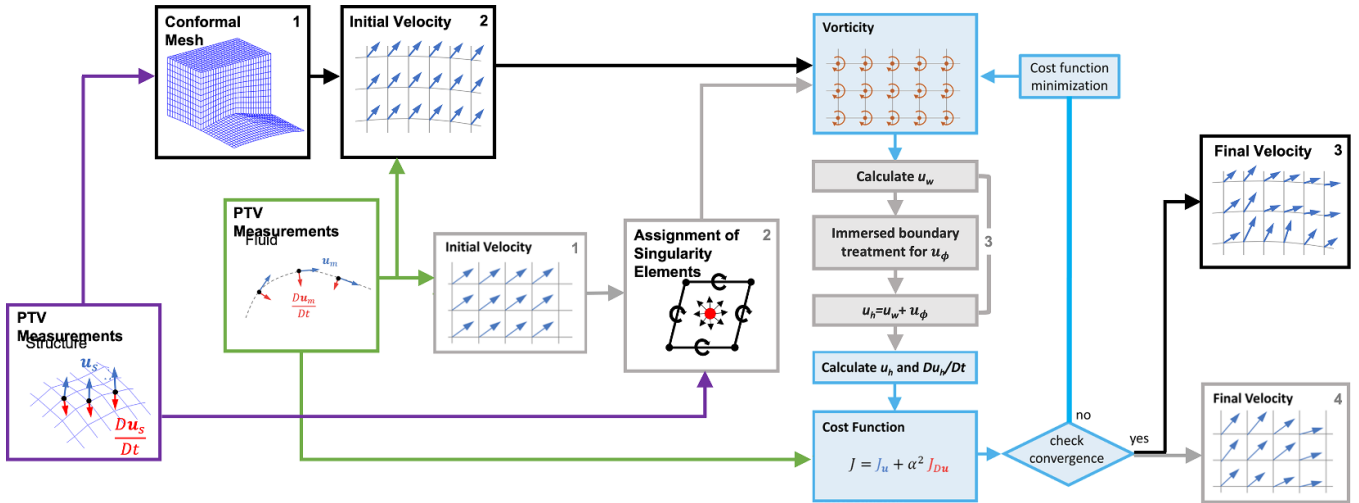 Conformal
Mesh
1
Initial Velocity
2
Vorticity
Cost function
minimization
Calculate u_w
Immersed boundary
treatment for u_ϕ
3
u_h=u_w+ u_ϕ
Calculate u_h and Du_h/Dt
Cost Function
J = J_u + α² J_Du
no
check
convergence
yes
Final Velocity
3
Final Velocity
4
PTV
Measurements
Fluid
u_m
Du_m
Dt
Initial Velocity
1
Assignment of
Singularity
Elements
2
PTV
Measurements
Structure
u_s
Du_s
Dt